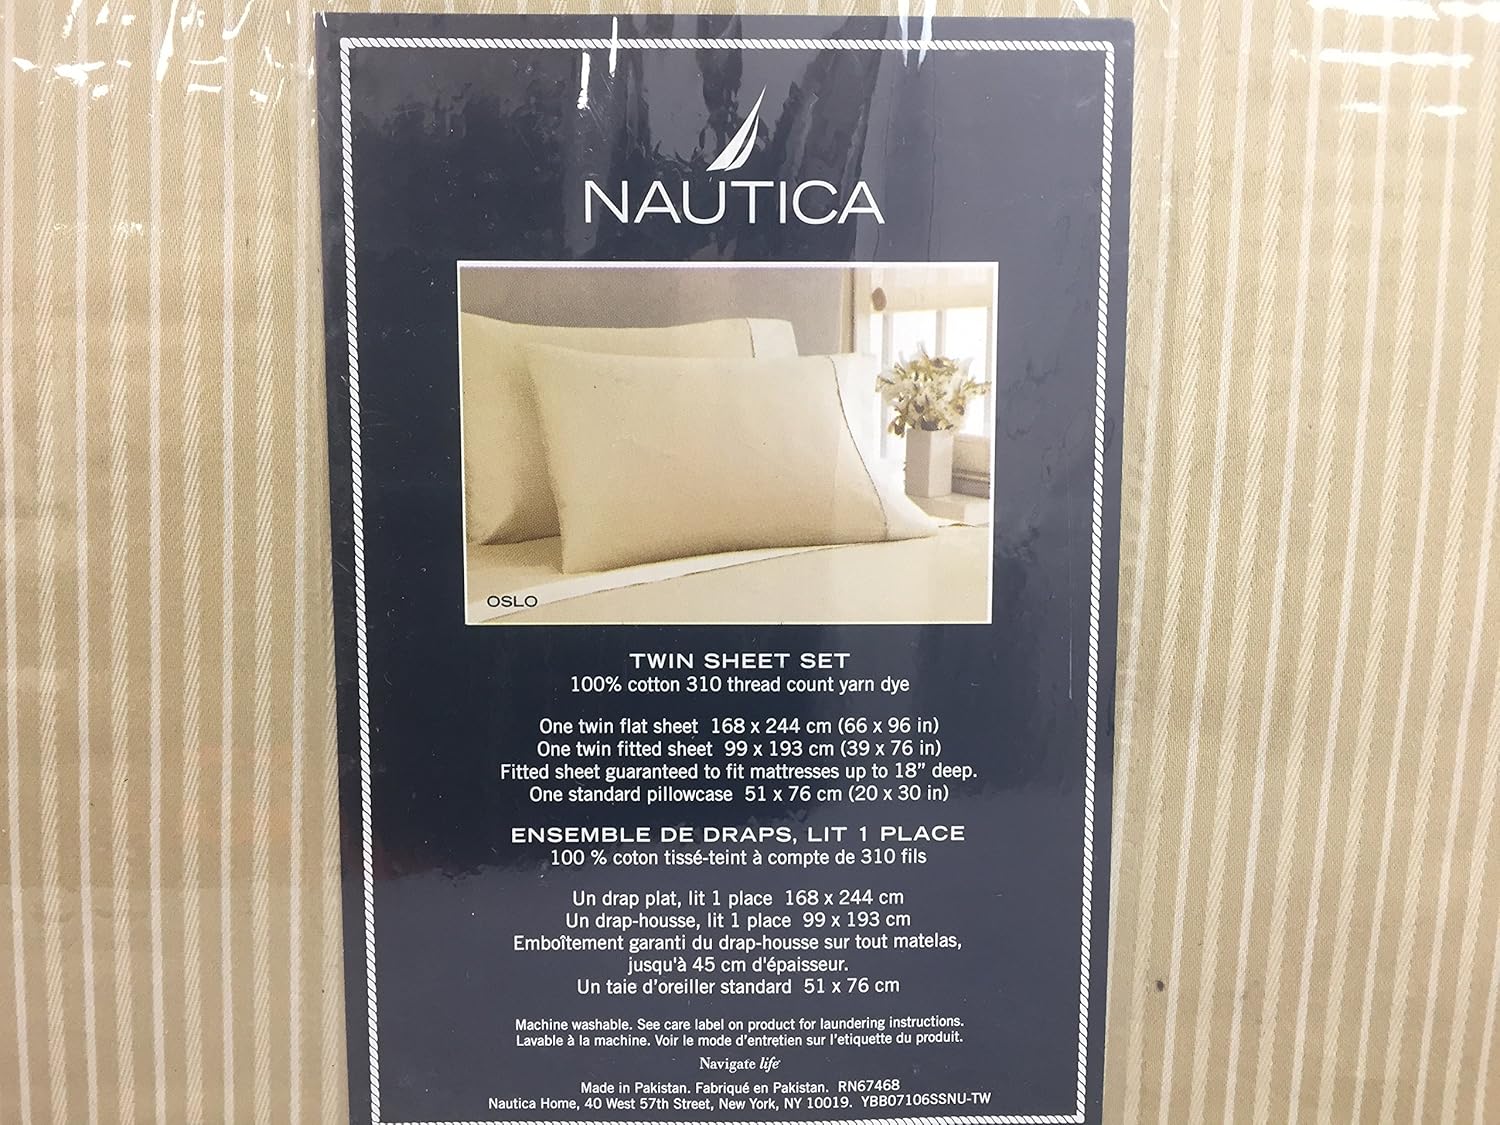 NAUTICA
OSLO
TWIN SHEET SET
100% cotton 310 thread count yarn dye
One twin flat sheet 168 x 244 cm (66 x 96 in)
One twin fitted sheet 99 x 193 cm (39 x 76 in)
Fitted sheet guaranteed to fit mattresses up to 18” deep.
One standard pillowcase 51 x 76 cm (20 x 30 in)
ENSEMBLE DE DRAPS, LIT 1 PLACE
100 % coton tissé-teint à compte de 310 fils
Un drap plat, lit 1 place 168 x 244 cm
Un drap-housse, lit 1 place 99 x 193 cm
Emboîtement garanti du drap-housse sur tout matelas,
jusqu'à 45 cm d'épaisseur.
Un taie d’oreiller standard 51 x 76 cm
Machine washable. See care label on product for laundering instructions.
Lavable à la machine. Voir le mode d’entretien sur l’etiquette du produit.
Navigate life
Made in Pakistan. Fabriqué en Pakistan. RN67468
Nautica Home, 40 West 57th Street, New York, NY 10019. YBB07106SSNU-TW